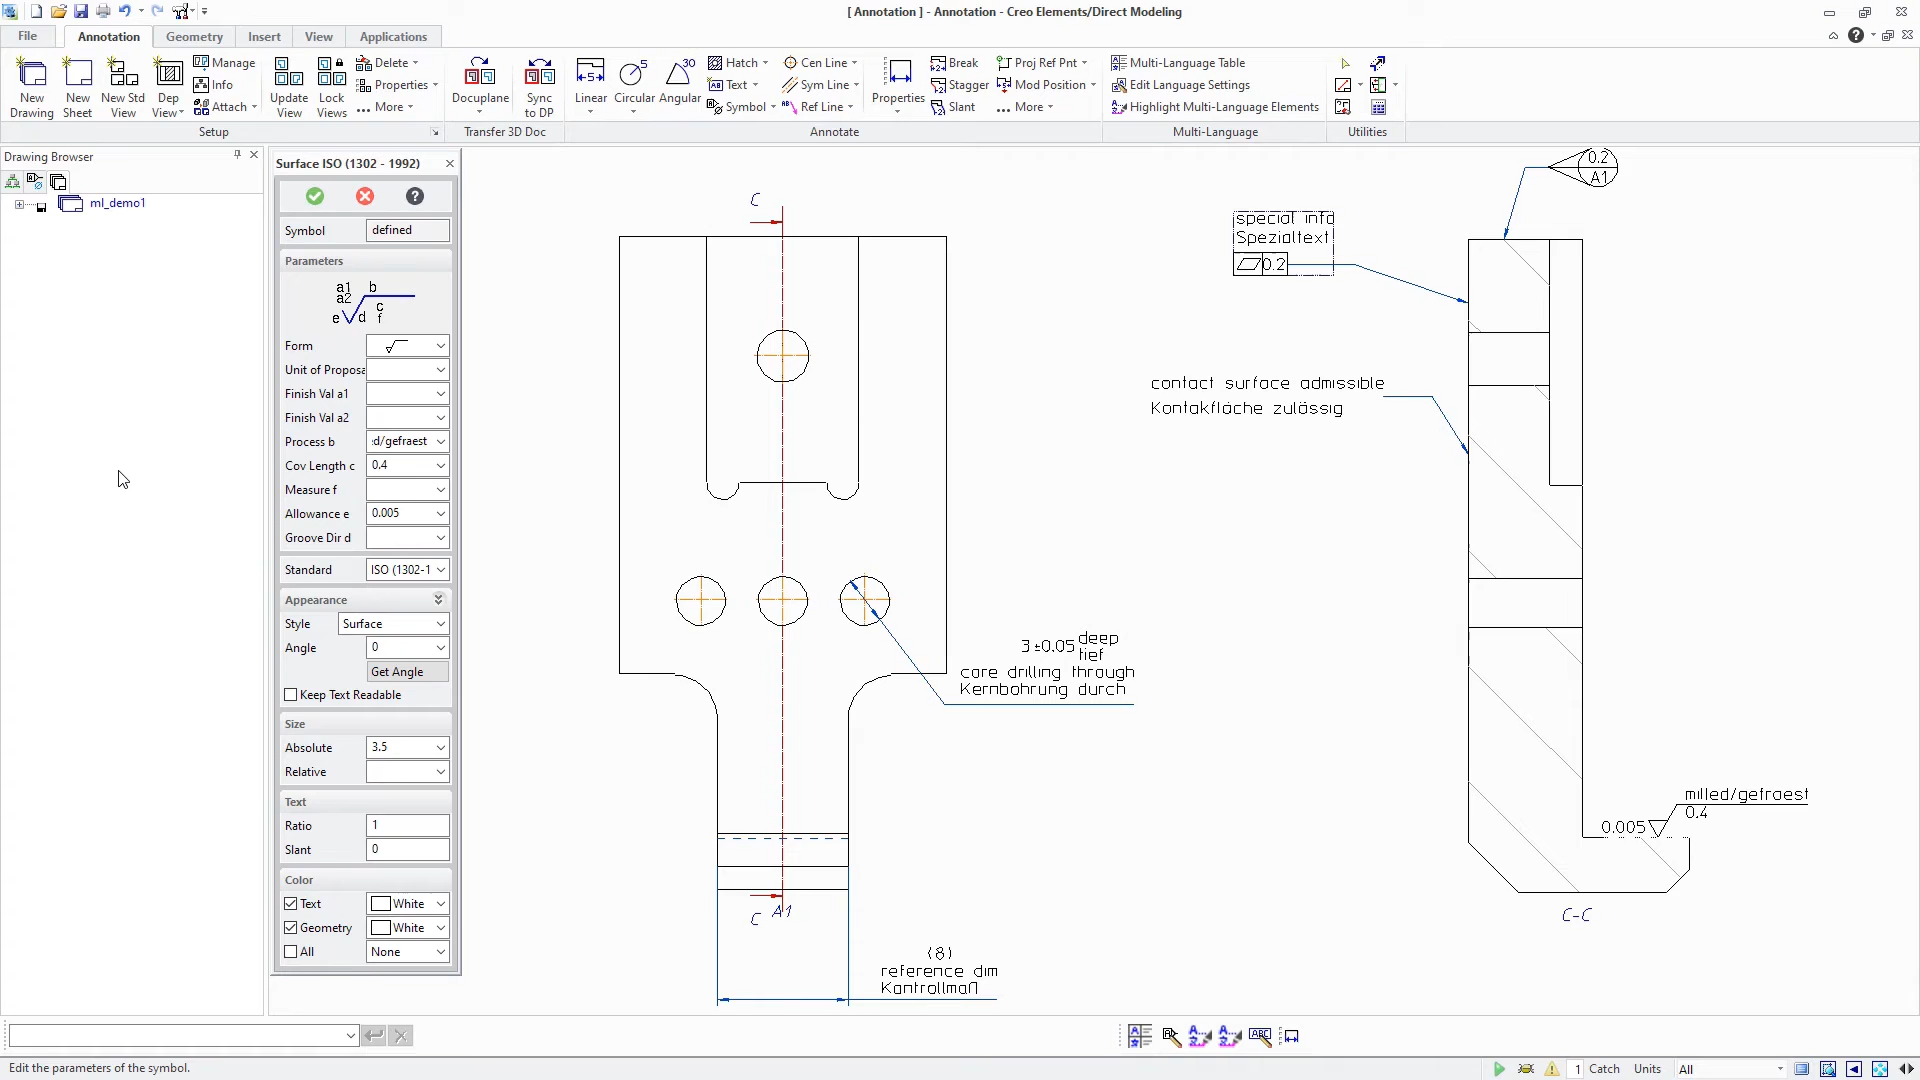 [ Annotation ] - Annotation - Creo Elements/Direct Modeling
File
Annotation
Geometry
Insert
View
Applications
New Drawing
New Sheet
New Std View
Dep View
Manage
Info
Attach
Update View
Lock Views
Delete
Properties
... More
Docuplane
Sync to DP
Linear
Circular
Angular
Hatch
Text
Symbol
Cen Line
Sym Line
Ref Line
Properties
Break
Stagger
Slant
Proj Ref Pnt
Mod Position
... More
Multi-Language Table
Edit Language Settings
Highlight Multi-Language Elements
Setup
Transfer 3D Doc
Annotate
Multi-Language
Utilities
Drawing Browser
ml_demo1
Surface ISO (1302 - 1992)
Symbol defined
Parameters
a1 b
a2
c
e d f
Form
Unit of Proposa
Finish Val a1
Finish Val a2
Process b :d/gefraest
Cov Length c 0.4
Measure f
Allowance e 0.005
Groove Dir d
Standard ISO (1302-1
Appearance
Style Surface
Angle 0
Get Angle
Keep Text Readable
Size
Absolute 3.5
Relative
Text
Ratio 1
Slant 0
Color
Text White
Geometry White
All None
C
3 ±0.05 deep
tief
core drilling through
Kernbohrung durch
C A1
(8)
reference dim
Kontrollmaß
0.2
A1
special info
Spezialtext
0.2
contact surface admissible
Kontakfläche zulässig
milled/gefraest
0.4
0.005
C-C
Edit the parameters of the symbol.
1 Catch Units All